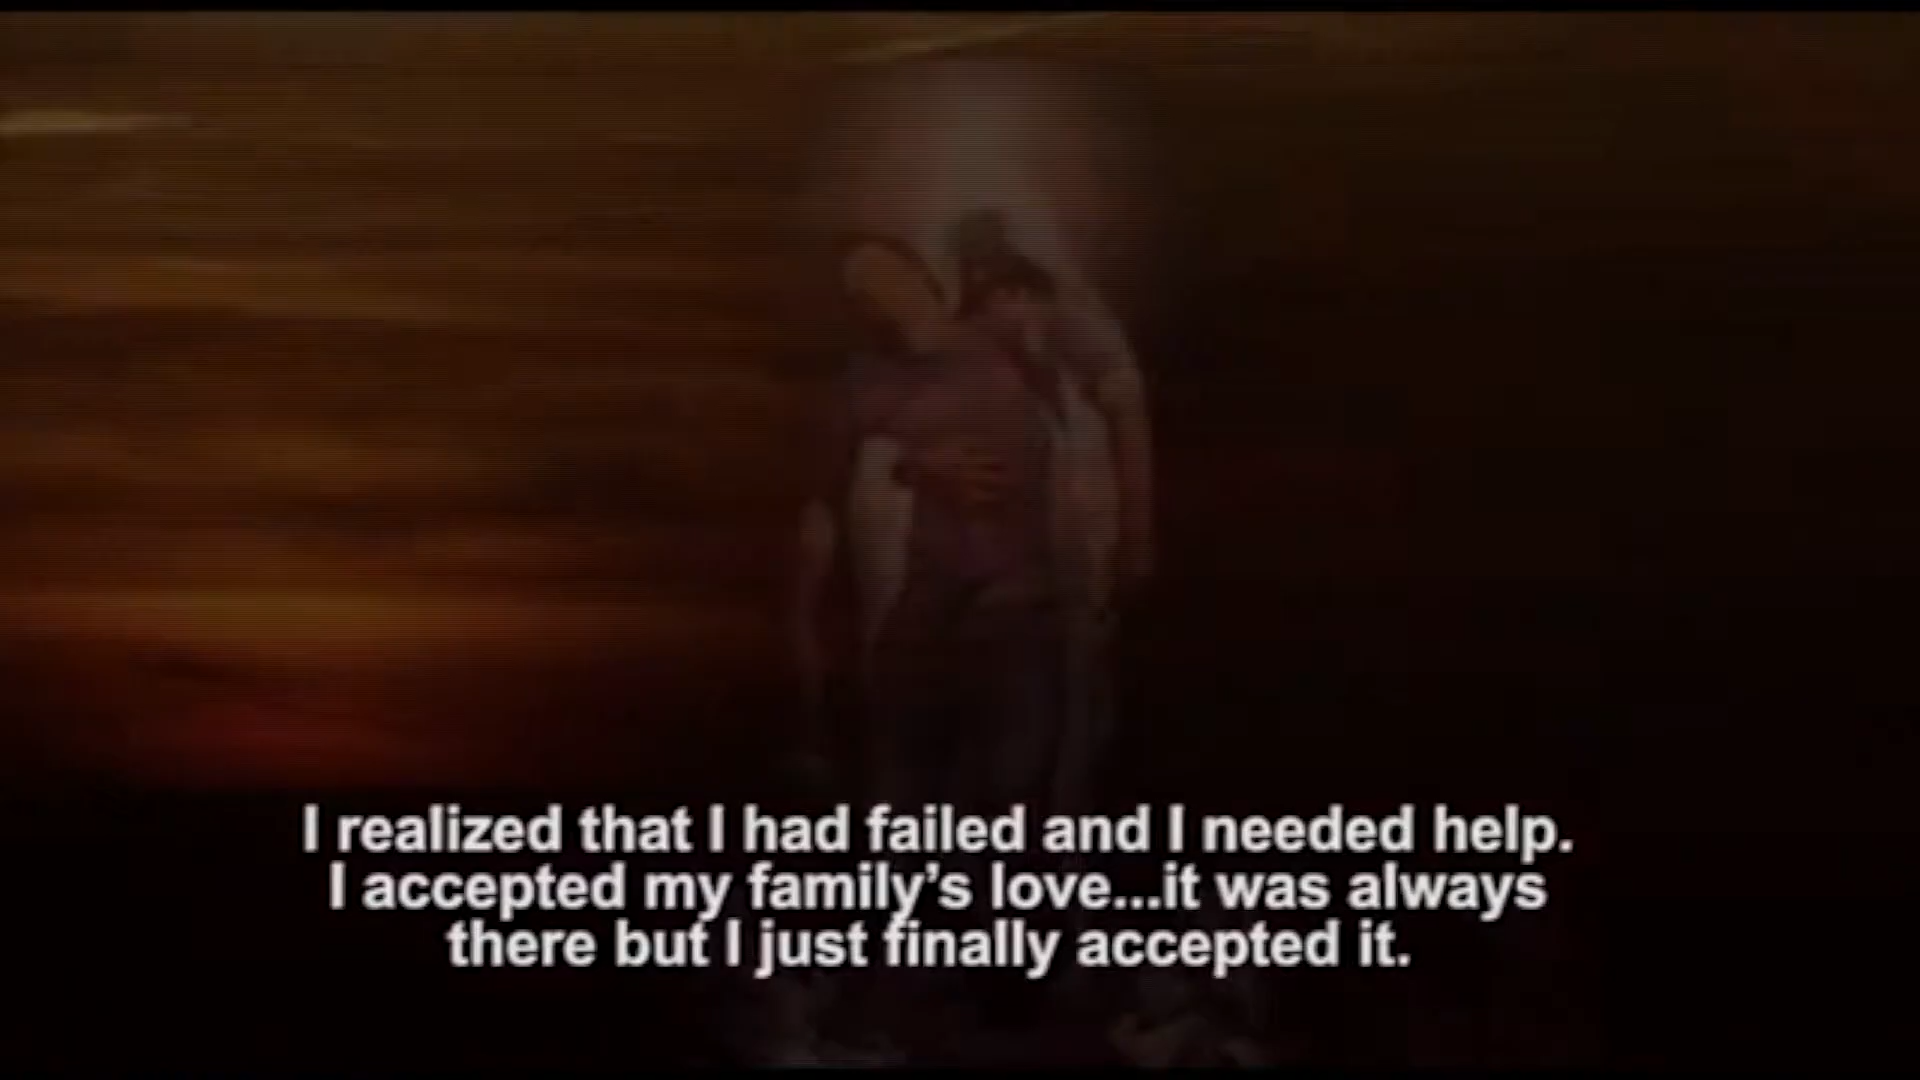 I realized that I had failed and I needed help.
I accepted my family’s love...it was always
there but I just finally accepted it.